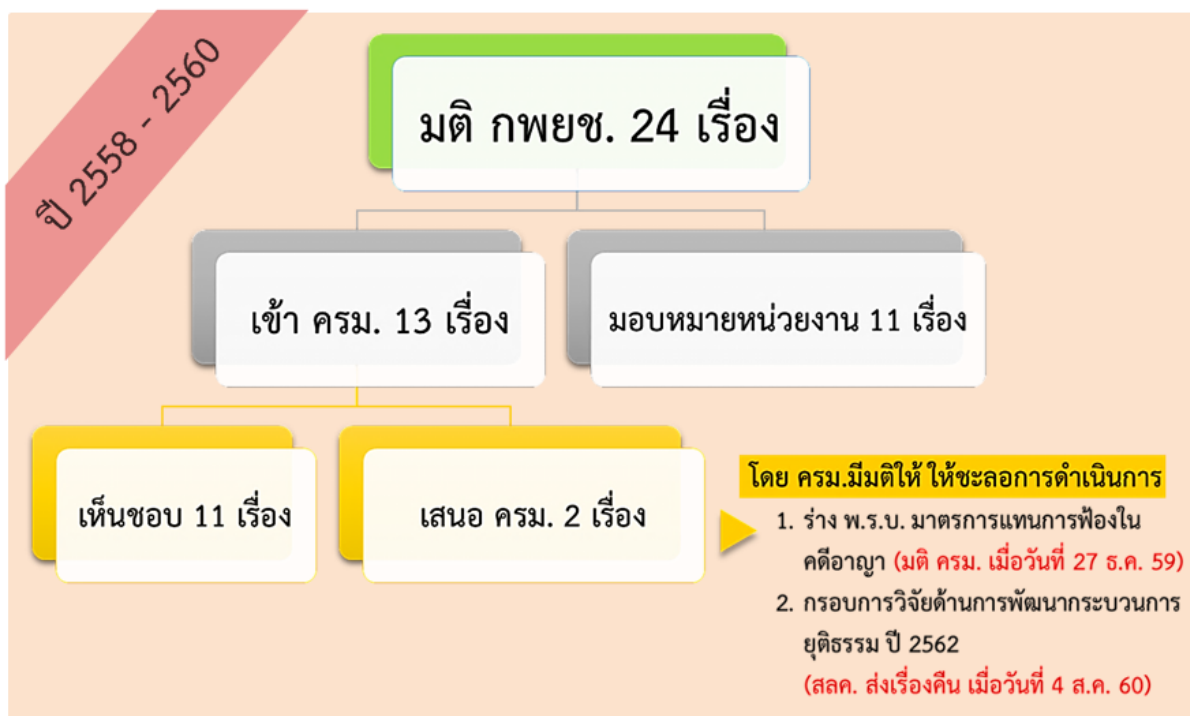 ปี 2558 - 2560
มติ กพยช. 24 เรื่อง
เข้า ครม. 13 เรื่อง
มอบหมายหน่วยงาน 11 เรื่อง
เห็นชอบ 11 เรื่อง
เสนอ ครม. 2 เรื่อง
โดย ครม.มีมติให้ ให้ชะลอการดำเนินการ
1. ร่าง พ.ร.บ. มาตรการแทนการฟ้องใน
คดีอาญา (มติ ครม. เมื่อวันที่ 27 ธ.ค. 59)
2. กรอบการวิจัยด้านการพัฒนากระบวนการ
ยุติธรรม ปี 2562
(สลค. ส่งเรื่องคืน เมื่อวันที่ 4 ส.ค. 60)